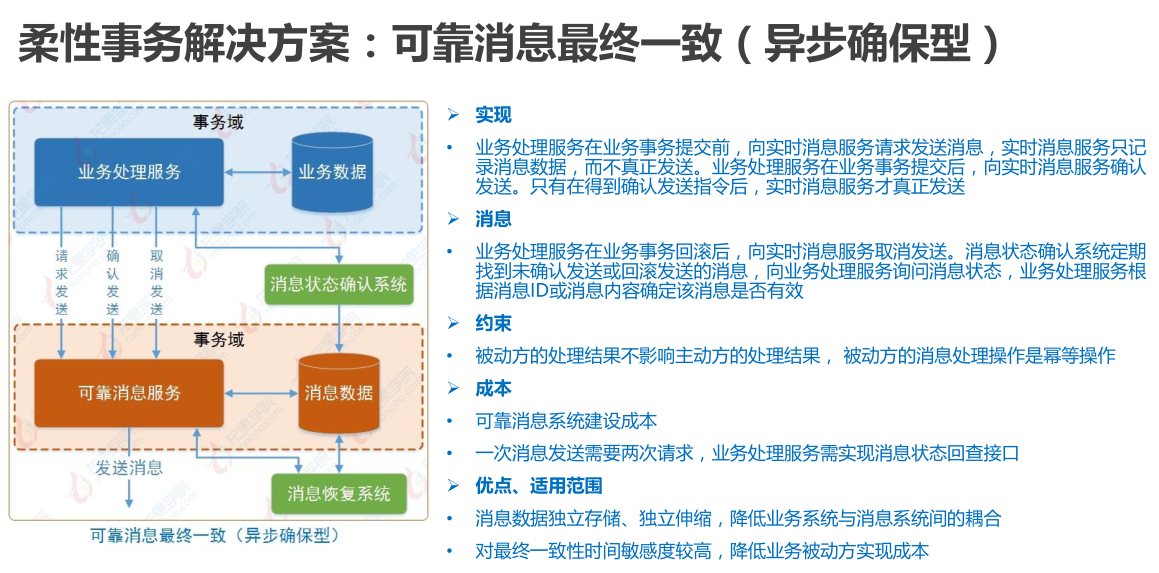 柔性事务解决方案：可靠消息最终一致（异步确保型）
事务域
业务处理服务
业务数据
请求发送
确认发送
取消发送
消息状态确认系统
事务域
可靠消息服务
消息数据
发送消息
消息恢复系统
可靠消息最终一致（异步确保型）
➢ 实现
• 业务处理服务在业务事务提交前，向实时消息服务请求发送消息，实时消息服务只记
录消息数据，而不真正发送。业务处理服务在业务事务提交后，向实时消息服务确认
发送。只有在得到确认发送指令后，实时消息服务才真正发送
➢ 消息
• 业务处理服务在业务事务回滚后，向实时消息服务取消发送。消息状态确认系统定期
找到未确认发送或回滚发送的消息，向业务处理服务询问消息状态，业务处理服务根
据消息ID或消息内容确定该消息是否有效
➢ 约束
• 被动方的处理结果不影响主动方的处理结果， 被动方的消息处理操作是幂等操作
➢ 成本
• 可靠消息系统建设成本
• 一次消息发送需要两次请求，业务处理服务需实现消息状态回查接口
➢ 优点、适用范围
• 消息数据独立存储、独立伸缩，降低业务系统与消息系统间的耦合
• 对最终一致性时间敏感度较高，降低业务被动方实现成本